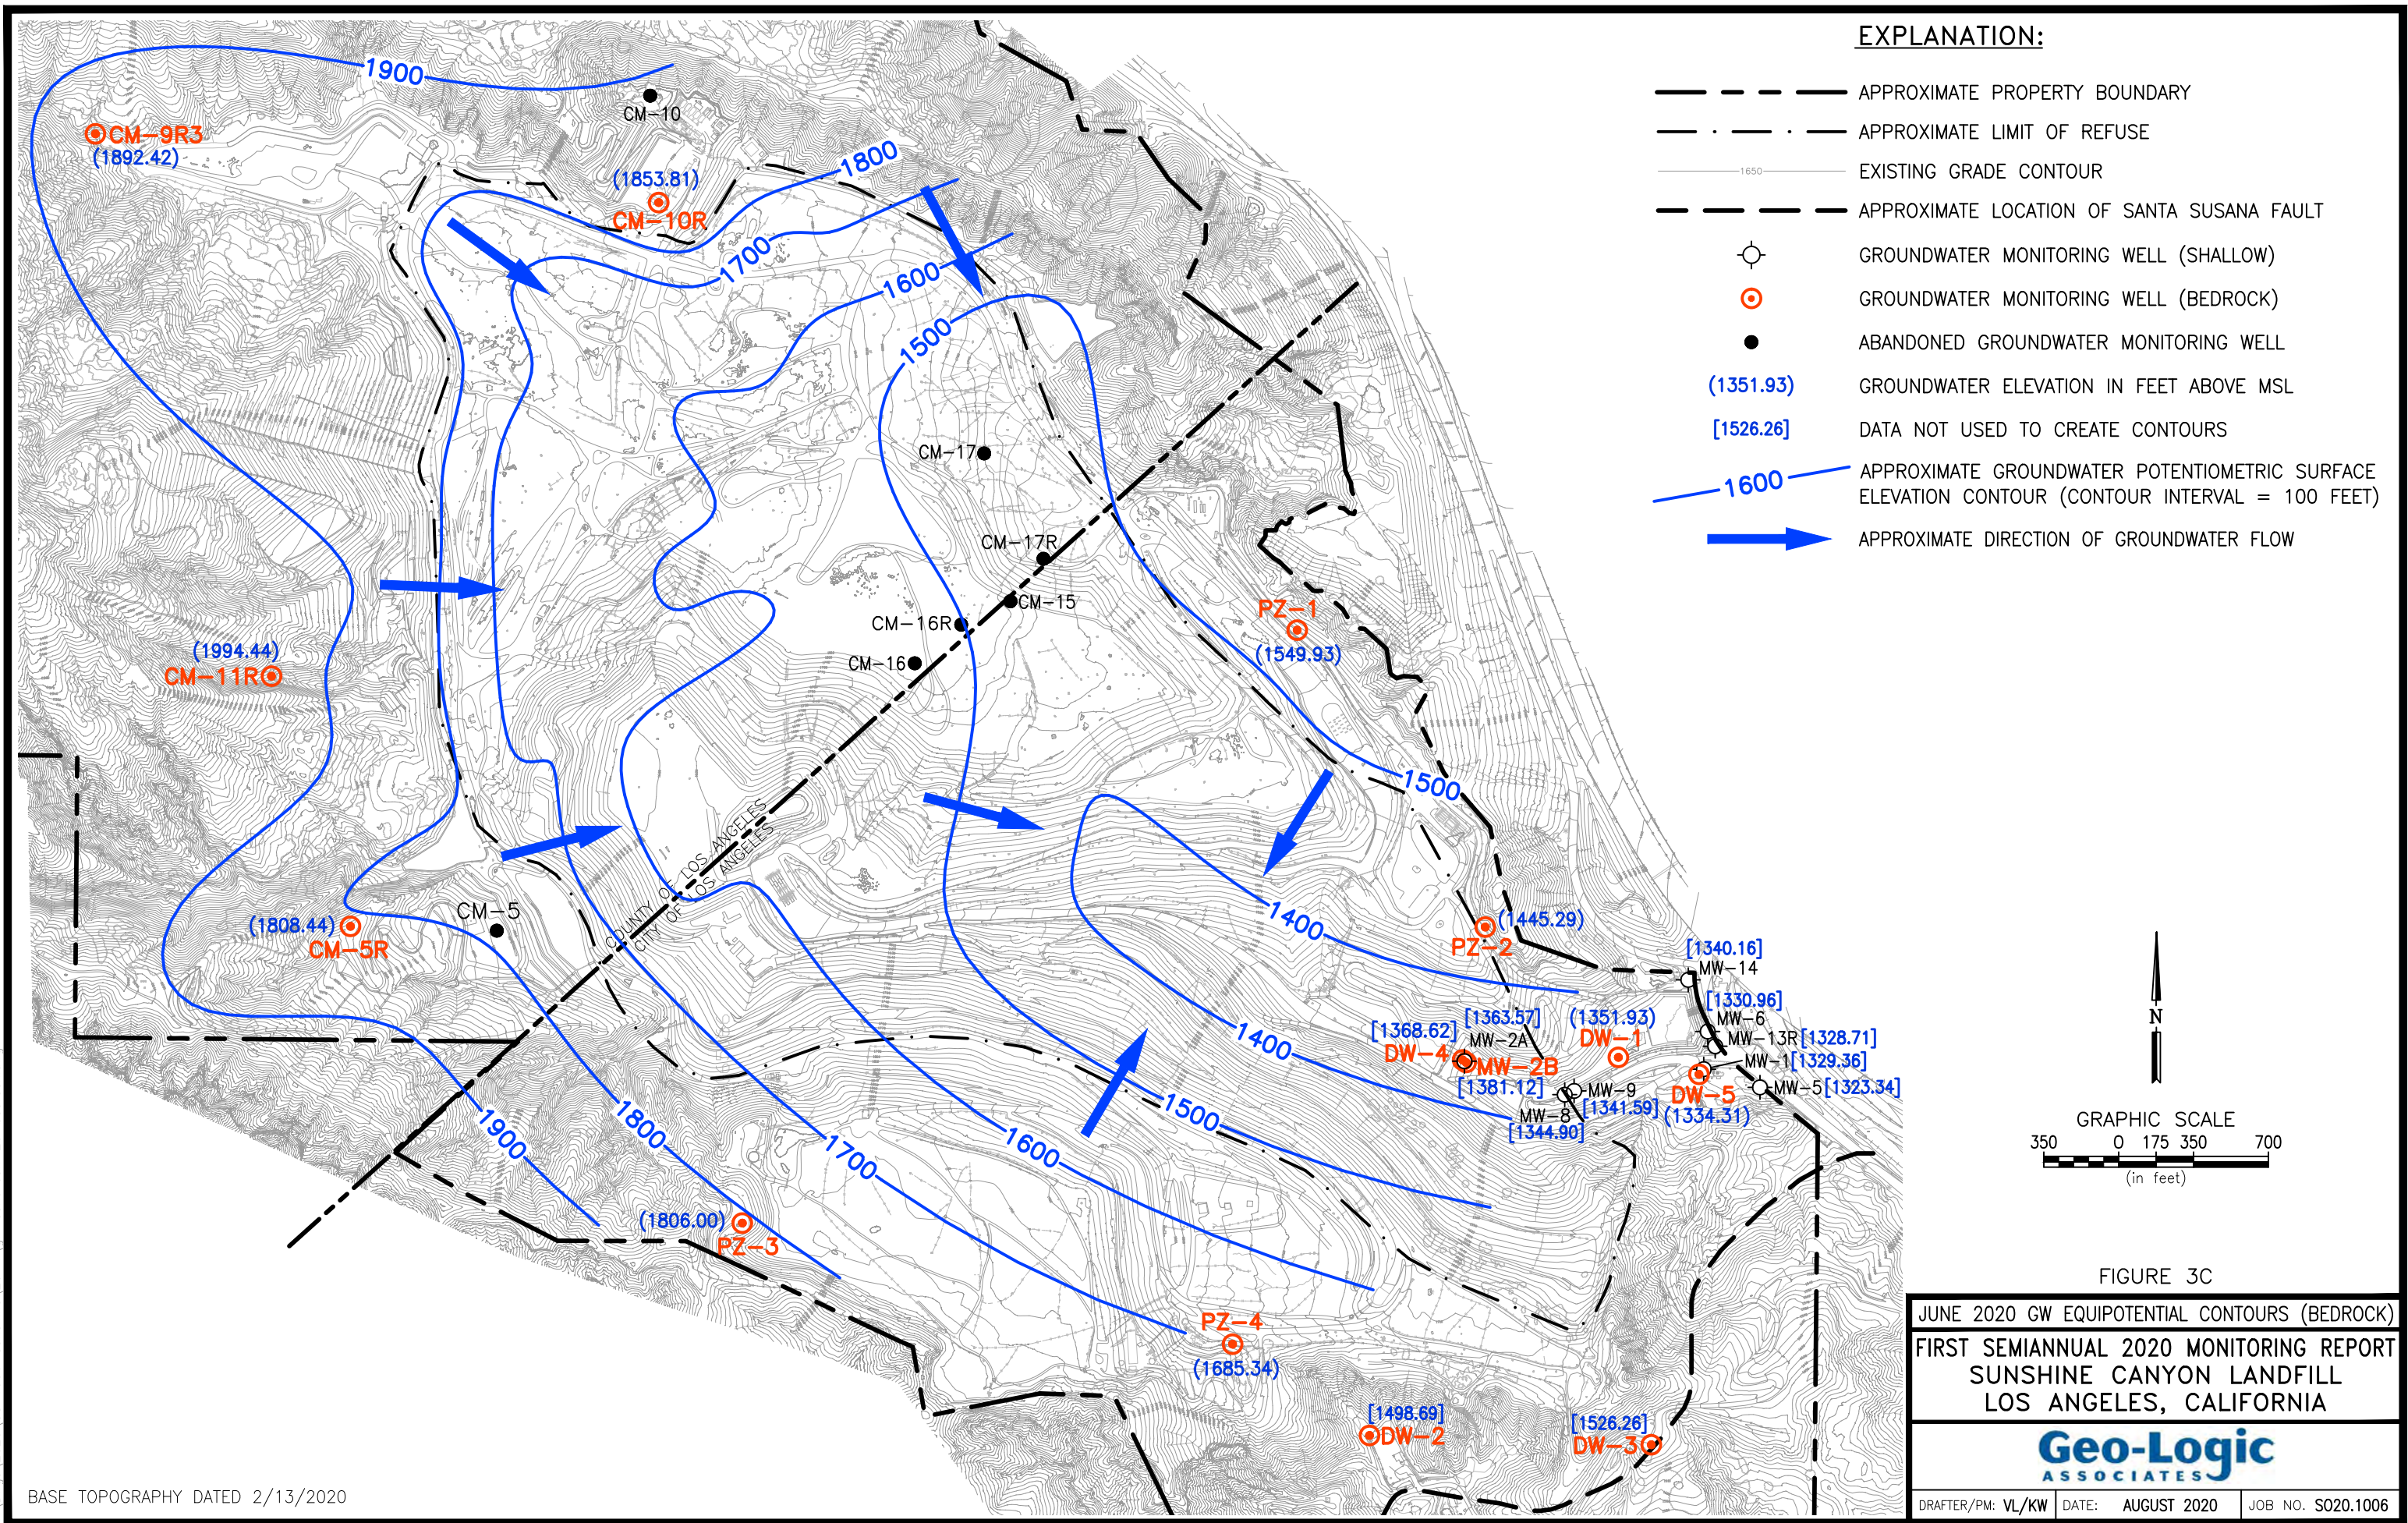 EXPLANATION:
APPROXIMATE PROPERTY BOUNDARY
APPROXIMATE LIMIT OF REFUSE
1650
EXISTING GRADE CONTOUR
APPROXIMATE LOCATION OF SANTA SUSANA FAULT
GROUNDWATER MONITORING WELL (SHALLOW)
GROUNDWATER MONITORING WELL (BEDROCK)
ABANDONED GROUNDWATER MONITORING WELL
(1351.93)
GROUNDWATER ELEVATION IN FEET ABOVE MSL
[1526.26]
DATA NOT USED TO CREATE CONTOURS
1600
APPROXIMATE GROUNDWATER POTENTIOMETRIC SURFACE
ELEVATION CONTOUR (CONTOUR INTERVAL = 100 FEET)
APPROXIMATE DIRECTION OF GROUNDWATER FLOW
1900
CM-10
CM-9R3
(1892.42)
1800
(1853.81)
CM-10R
1700
1600
1500
CM-17
CM-17R
CM-15
CM-16R
CM-16
PZ-1
(1549.93)
(1994.44)
CM-11R
1500
COUNTY OF LOS ANGELES
CITY OF LOS ANGELES
CM-5
(1808.44)
CM-5R
1400
(1445.29)
PZ-2
[1340.16]
MW-14
[1330.96]
MW-6
MW-13R [1328.71]
MW-1 [1329.36]
MW-5 [1323.34]
[1363.57]
(1351.93)
[1368.62]
MW-2A
DW-1
DW-4
MW-2B
[1381.12]
MW-9
[1341.59]
MW-8
[1344.90]
DW-5
(1334.31)
1400
1500
1600
1700
1800
1900
(1806.00)
PZ-3
PZ-4
(1685.34)
[1498.69]
DW-2
[1526.26]
DW-3
N
GRAPHIC SCALE
350 0 175 350 700
(in feet)
FIGURE 3C
JUNE 2020 GW EQUIPOTENTIAL CONTOURS (BEDROCK)
FIRST SEMIANNUAL 2020 MONITORING REPORT
SUNSHINE CANYON LANDFILL
LOS ANGELES, CALIFORNIA
Geo-Logic
ASSOCIATES
DRAFTER/PM: VL/KW DATE: AUGUST 2020 JOB NO. SO20.1006
BASE TOPOGRAPHY DATED 2/13/2020